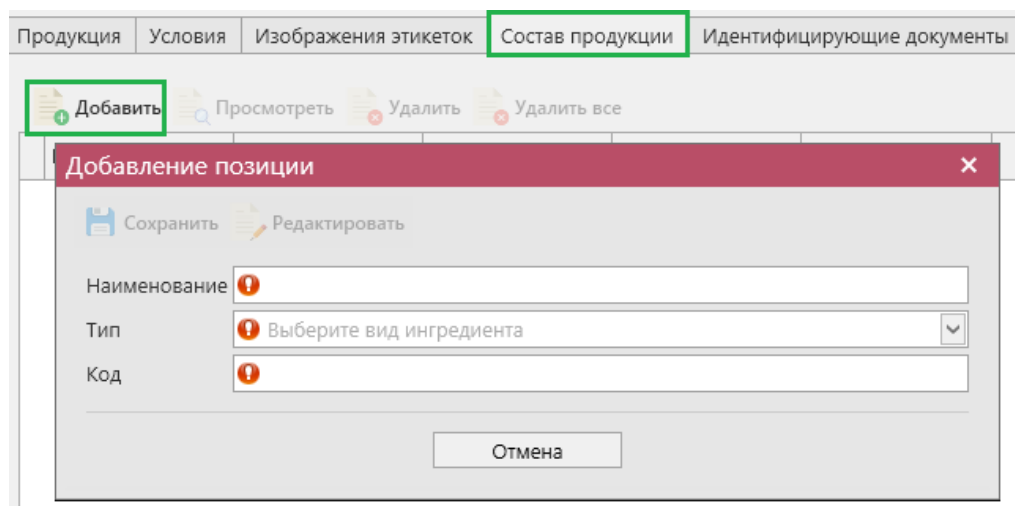 Продукция Условия Изображения этикеток Состав продукции Идентифицирующие документы
Добавить Просмотреть Удалить Удалить все
Добавление позиции
Сохранить Редактировать
Наименование
Тип Выберите вид ингредиента
Код
Отмена